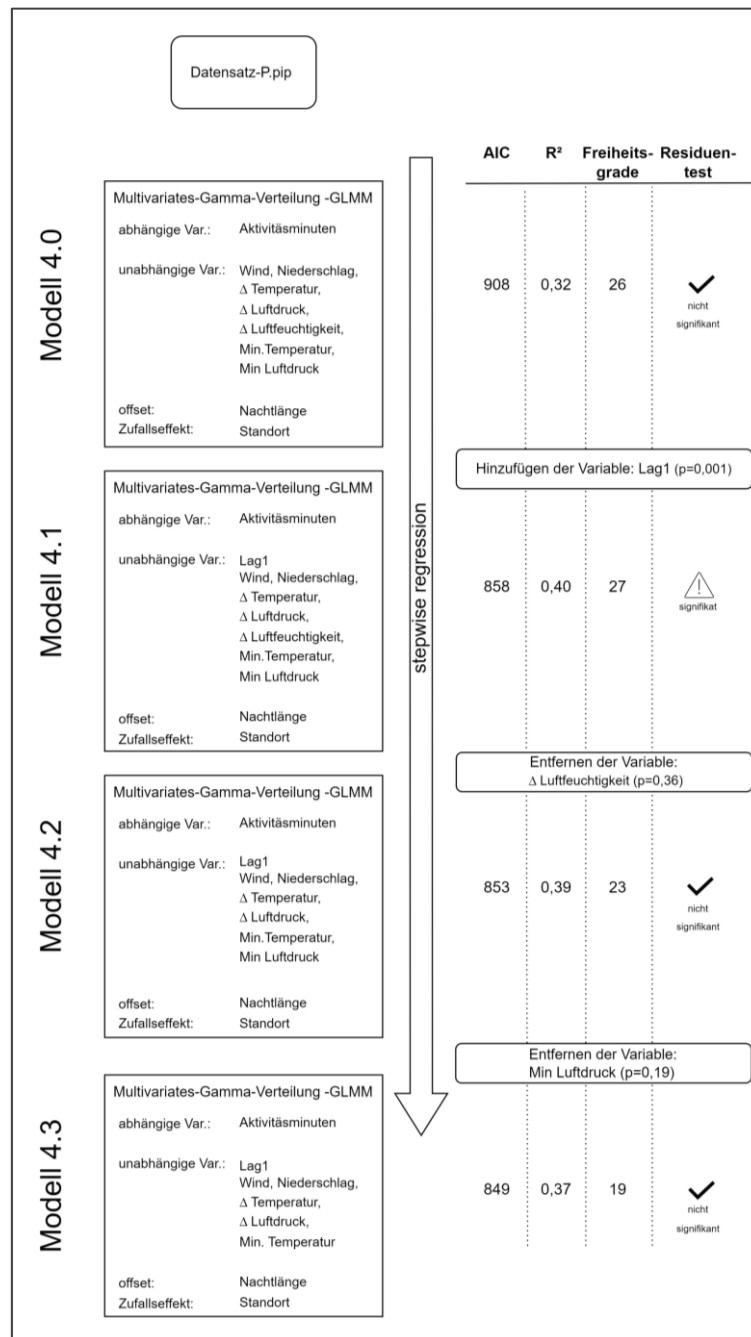 Datensatz-P.pip
AIC R² Freiheits- Residuen-
grade test
Modell 4.0
Multivariates-Gamma-Verteilung -GLMM
abhängige Var.: Aktivitäsminuten
unabhängige Var.: Wind, Niederschlag,
Δ Temperatur,
Δ Luftdruck,
Δ Luftfeuchtigkeit,
Min.Temperatur,
Min Luftdruck
offset: Nachtlänge
Zufallseffekt: Standort
908 0,32 26
nicht
signifikant
stepwise regression
Hinzufügen der Variable: Lag1 (p=0,001)
Modell 4.1
Multivariates-Gamma-Verteilung -GLMM
abhängige Var.: Aktivitäsminuten
unabhängige Var.: Lag1
Wind, Niederschlag,
Δ Temperatur,
Δ Luftdruck,
Δ Luftfeuchtigkeit,
Min.Temperatur,
Min Luftdruck
offset: Nachtlänge
Zufallseffekt: Standort
858 0,40 27
signifikat
Entfernen der Variable:
Δ Luftfeuchtigkeit (p=0,36)
Modell 4.2
Multivariates-Gamma-Verteilung -GLMM
abhängige Var.: Aktivitäsminuten
unabhängige Var.: Lag1
Wind, Niederschlag,
Δ Temperatur,
Δ Luftdruck,
Min.Temperatur,
Min Luftdruck
offset: Nachtlänge
Zufallseffekt: Standort
853 0,39 23
nicht
signifikant
Entfernen der Variable:
Min Luftdruck (p=0,19)
Modell 4.3
Multivariates-Gamma-Verteilung -GLMM
abhängige Var.: Aktivitäsminuten
unabhängige Var.: Lag1
Wind, Niederschlag,
Δ Temperatur,
Δ Luftdruck,
Min. Temperatur
offset: Nachtlänge
Zufallseffekt: Standort
849 0,37 19
nicht
signifikant